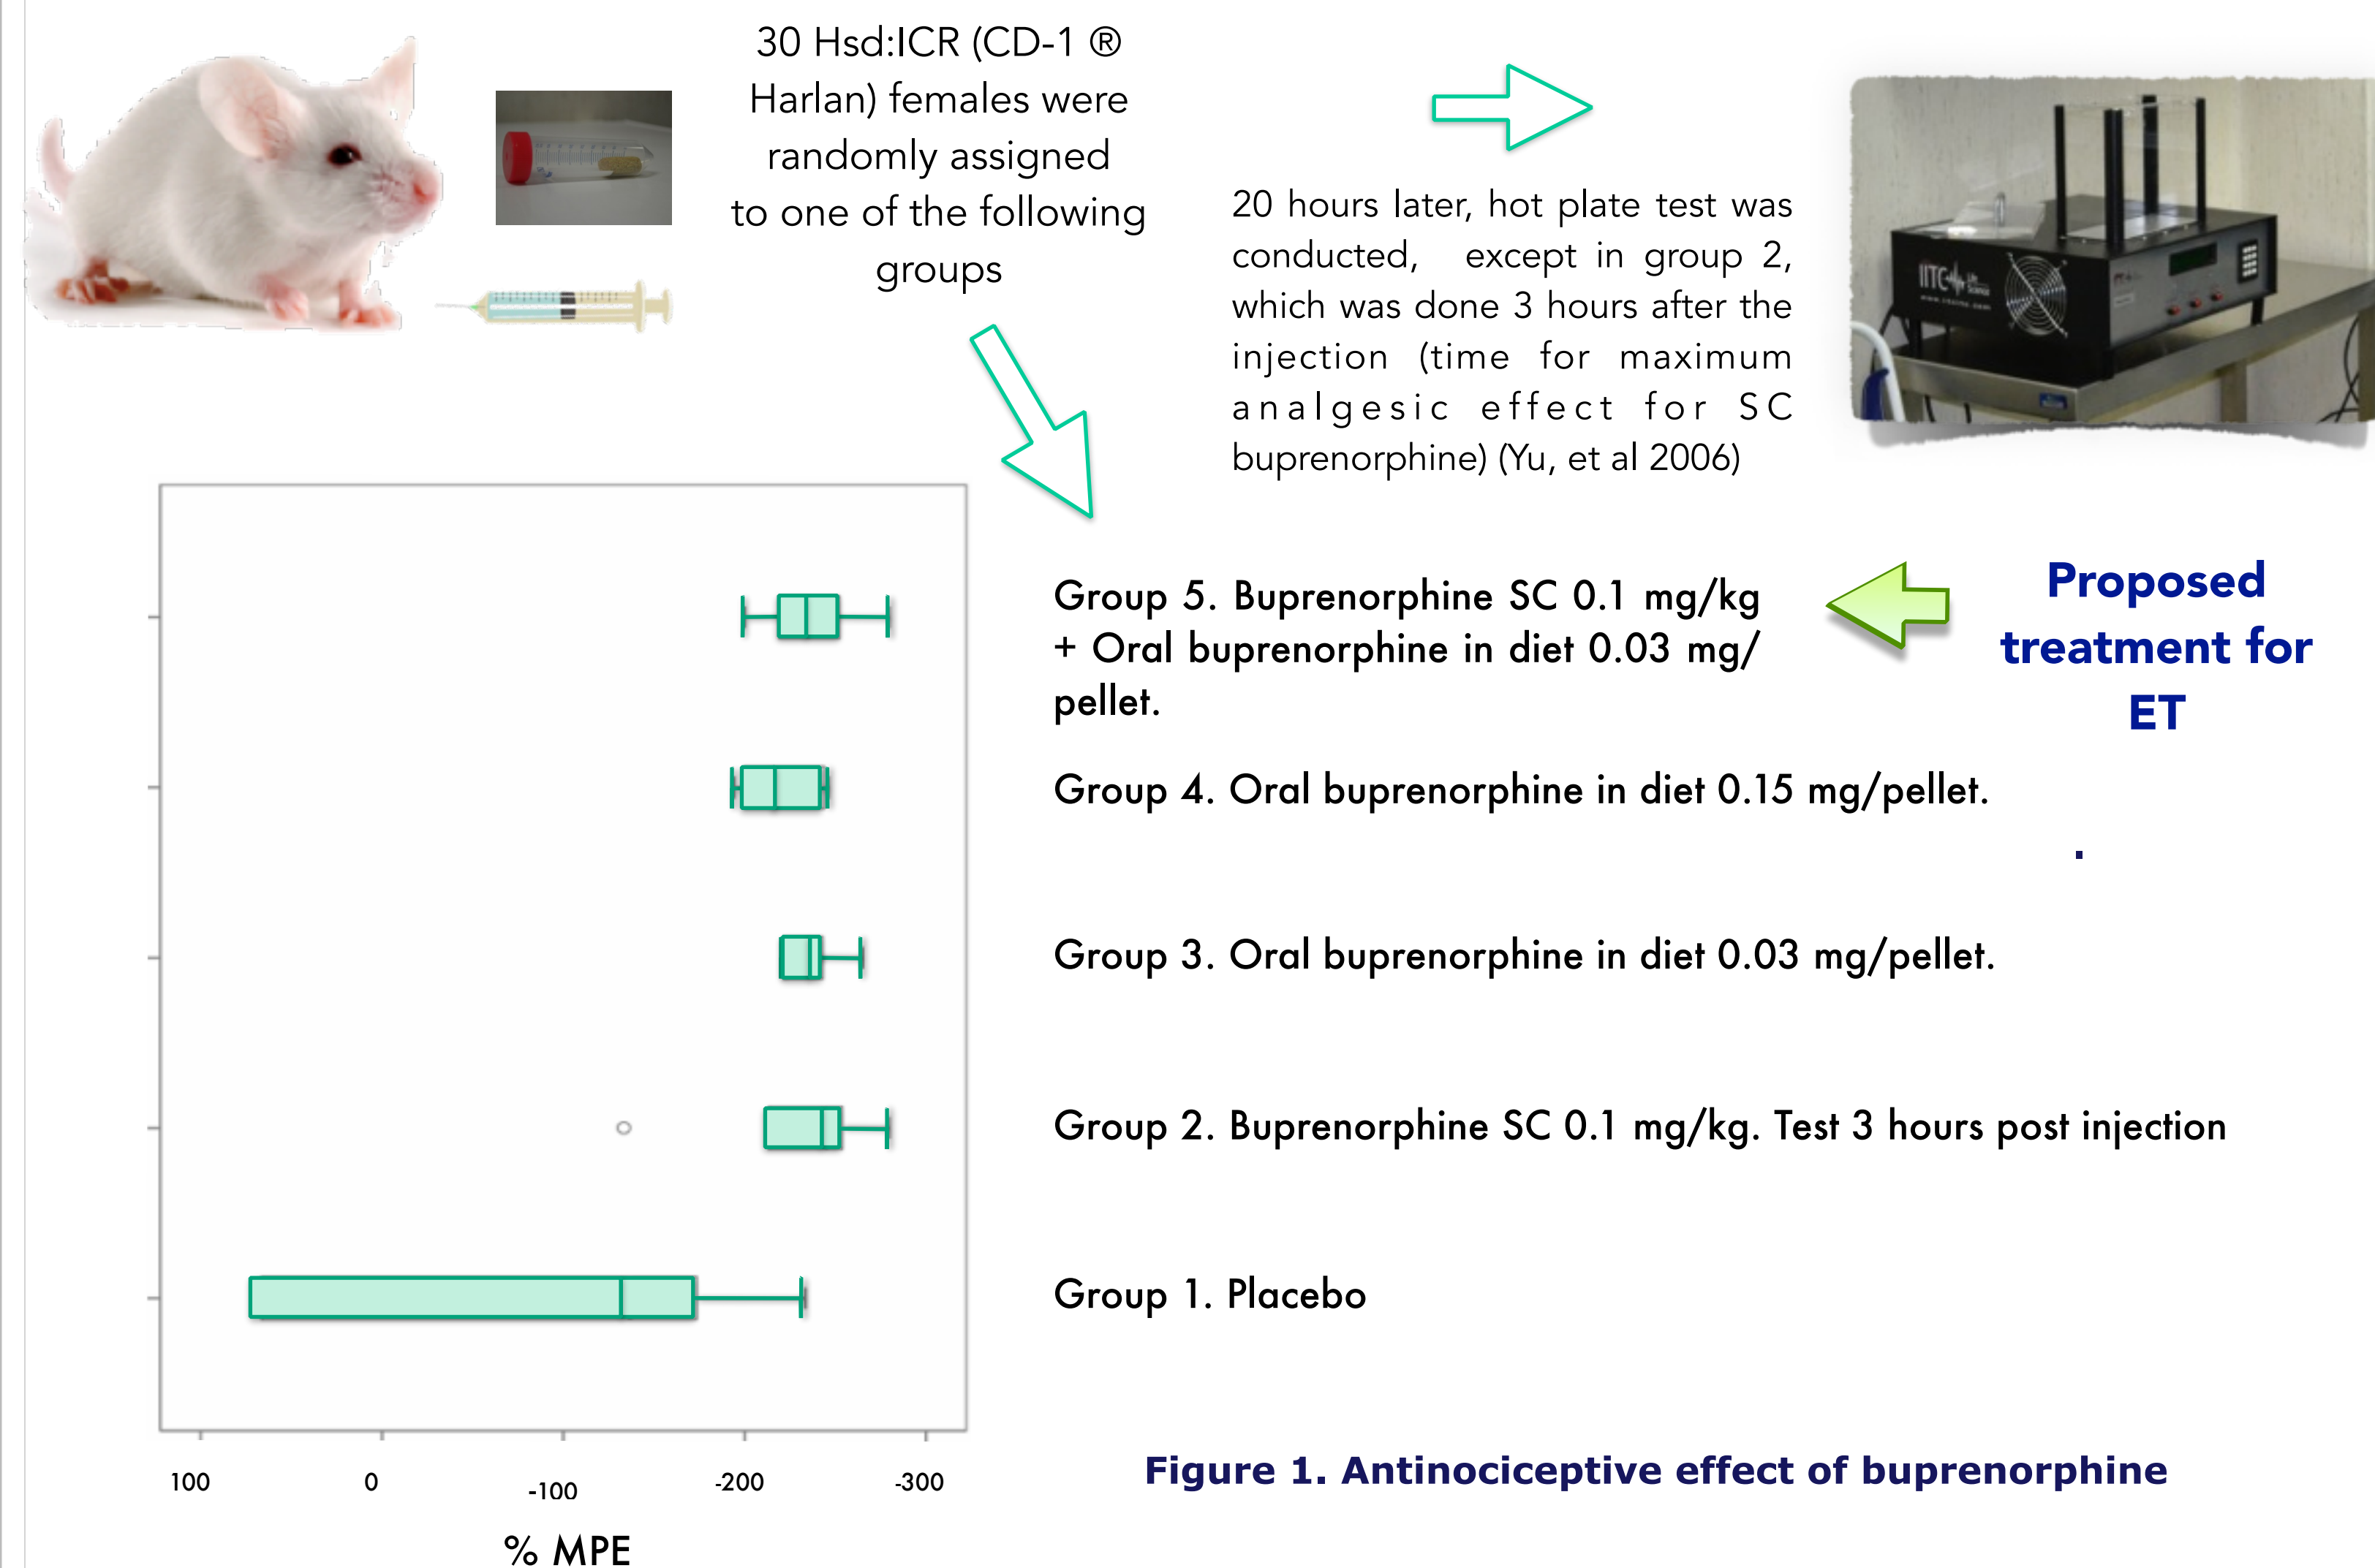 30 Hsd:ICR (CD-1 ®
Harlan) females were
randomly assigned
to one of the following
groups
20 hours later, hot plate test was
conducted, except in group 2,
which was done 3 hours after the
injection (time for maximum
analgesic effect for SC
buprenorphine) (Yu, et al 2006)
IITC Life
Science
Group 5. Buprenorphine SC 0.1 mg/kg
+ Oral buprenorphine in diet 0.03 mg/
pellet.
Proposed
treatment for
ET
Group 4. Oral buprenorphine in diet 0.15 mg/pellet.
.
Group 3. Oral buprenorphine in diet 0.03 mg/pellet.
Group 2. Buprenorphine SC 0.1 mg/kg. Test 3 hours post injection
Group 1. Placebo
100 0 -100 -200 -300
% MPE
Figure 1. Antinociceptive effect of buprenorphine